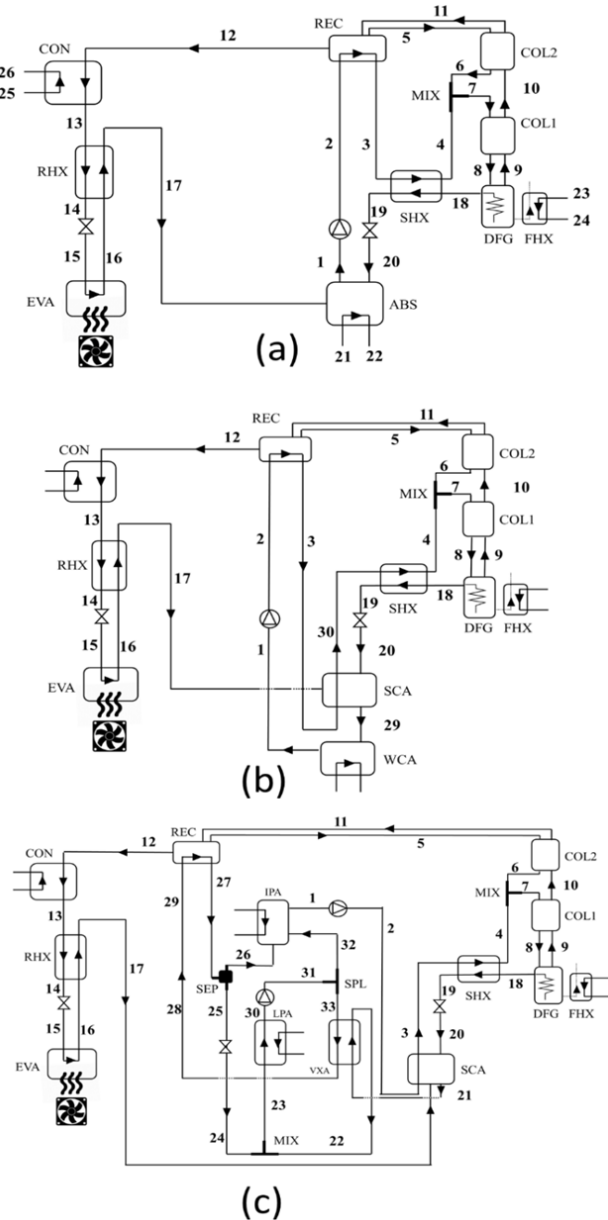 11
REC
12
5
CON
COL2
26
6
25
MIX
7
10
13
2
3
4
COL1
RHX
17
8
9
14
18
23
19
SHX
24
DFG
FHX
15
16
1
20
EVA
ABS
21
22
(a)
11
REC
12
5
CON
COL2
6
MIX
7
10
13
COL1
2
3
4
RHX
17
8
9
14
30
19
SHX
18
DFG
FHX
15
16
1
20
EVA
SCA
29
WCA
(b)
11
REC
12
5
CON
COL2
27
6
29
IPA
1
MIX
7
10
13
4
COL1
2
32
RHX
17
26
8
9
14
SEP
31
SPL
SHX
18
28
25
30
33
19
DFG
FHX
LPA
15
16
3
20
EVA
VXA
SCA
23
21
24
MIX
22
(c)